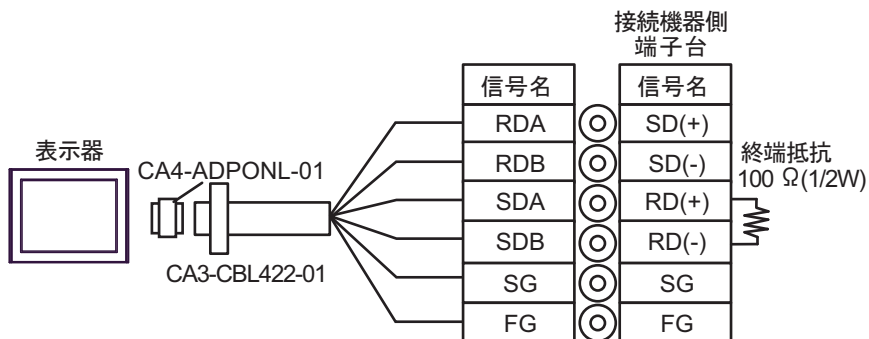 接続機器側
端子台
信号名
信号名
RDA
SD(+)
RDB
SD(-)
SDA
RD(+)
SDB
RD(-)
SG
SG
FG
FG
表示器
CA4-ADPONL-01
CA3-CBL422-01
終端抵抗
100 Ω(1/2W)